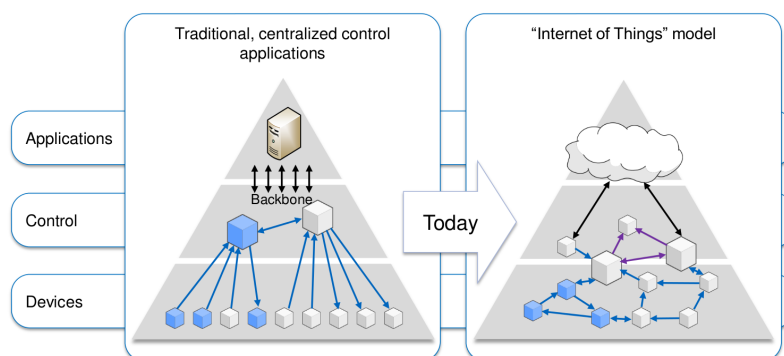 Traditional, centralized control
applications
“Internet of Things” model
Applications
Backbone
Control
Today
Devices